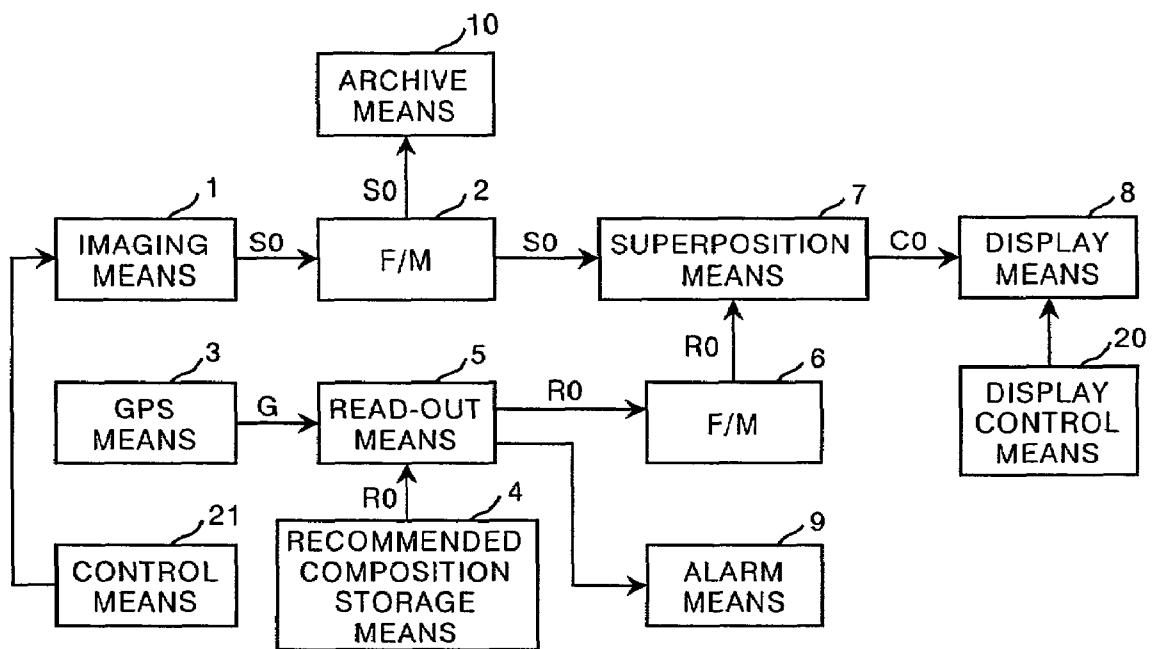 10
ARCHIVE
MEANS
S0
1
IMAGING
MEANS
S0
2
F/M
S0
7
SUPERPOSITION
MEANS
C0
8
DISPLAY
MEANS
R0
3
GPS
MEANS
G
5
READ-OUT
MEANS
R0
6
F/M
20
DISPLAY
CONTROL
MEANS
R0
21
CONTROL
MEANS
4
RECOMMENDED
COMPOSITION
STORAGE
MEANS
9
ALARM
MEANS